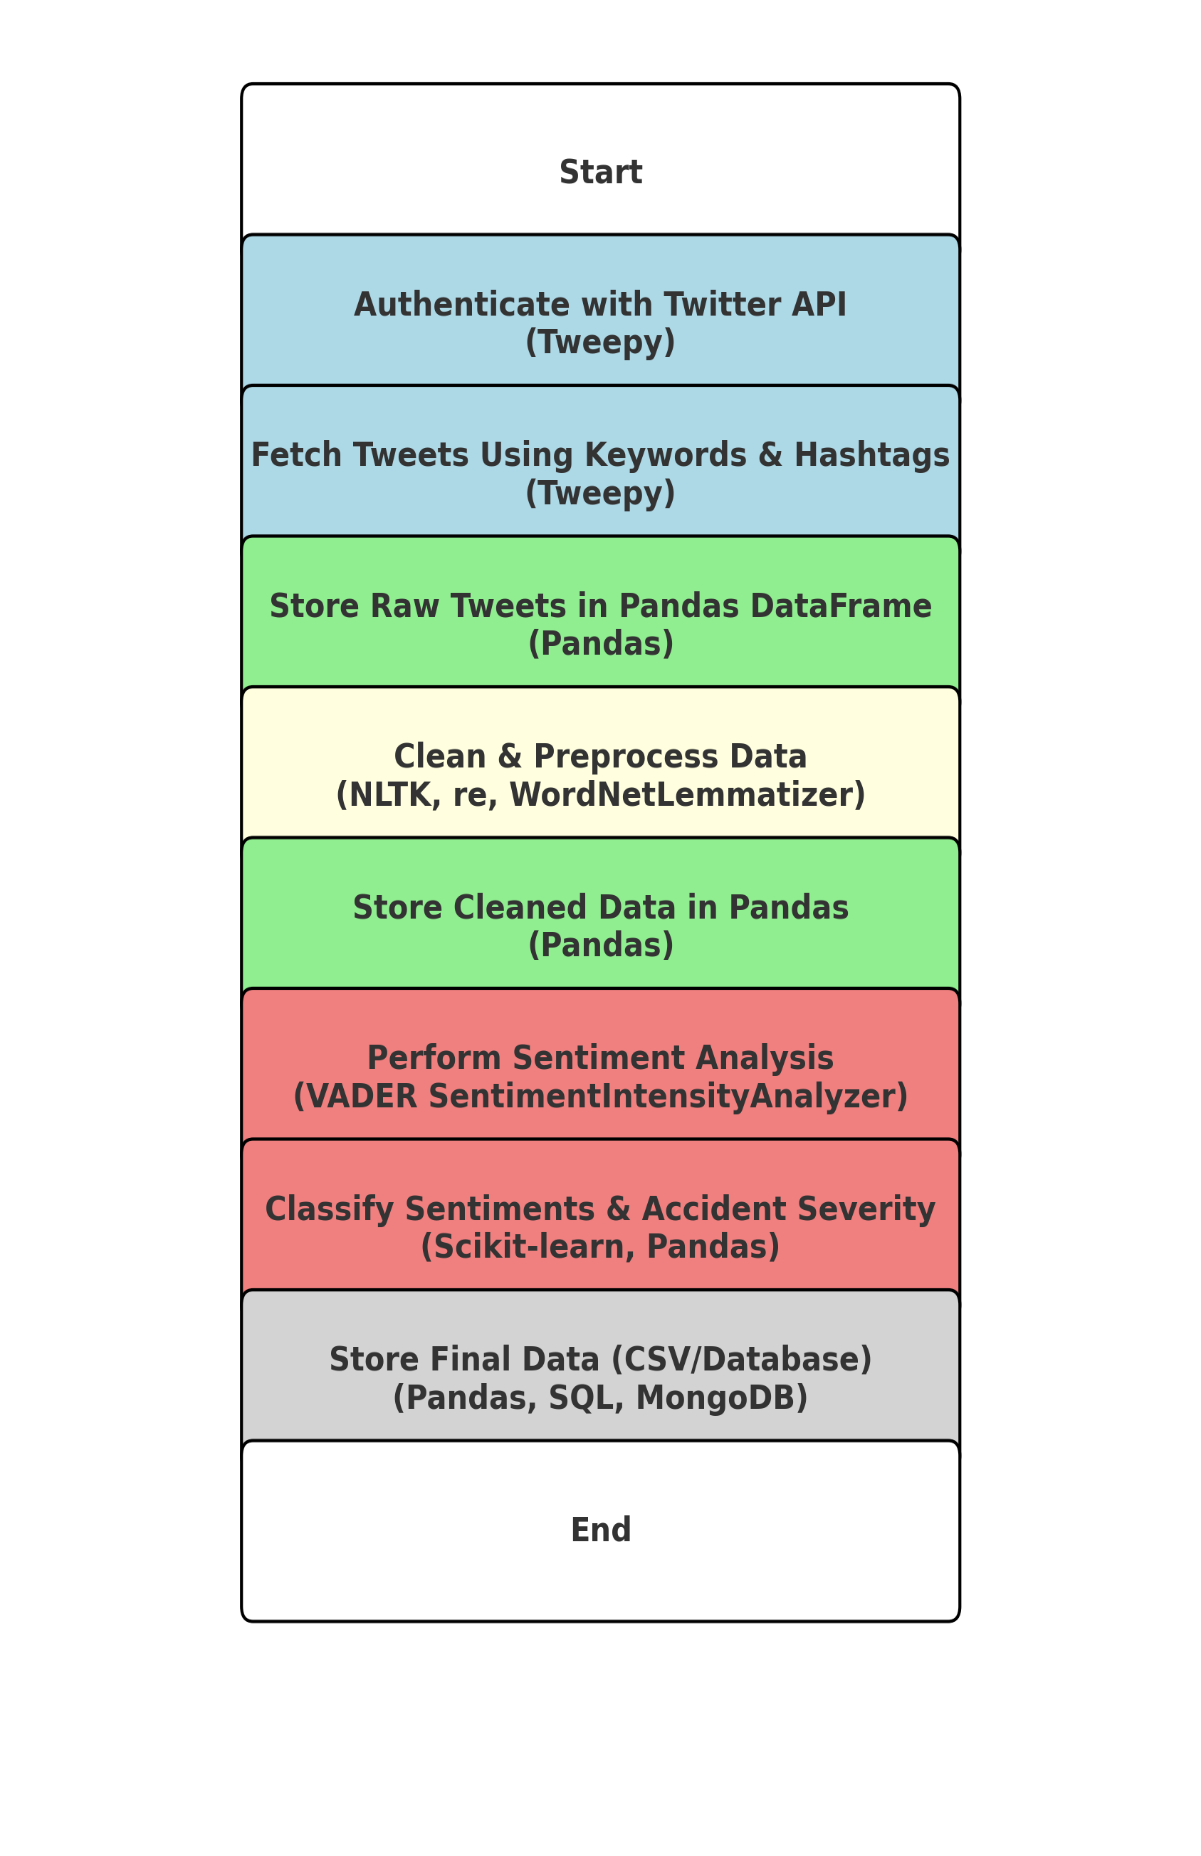 Start
Authenticate with Twitter API
(Tweepy)
Fetch Tweets Using Keywords & Hashtags
(Tweepy)
Store Raw Tweets in Pandas DataFrame
(Pandas)
Clean & Preprocess Data
(NLTK, re, WordNetLemmatizer)
Store Cleaned Data in Pandas
(Pandas)
Perform Sentiment Analysis
(VADER SentimentIntensityAnalyzer)
Classify Sentiments & Accident Severity
(Scikit-learn, Pandas)
Store Final Data (CSV/Database)
(Pandas, SQL, MongoDB)
End